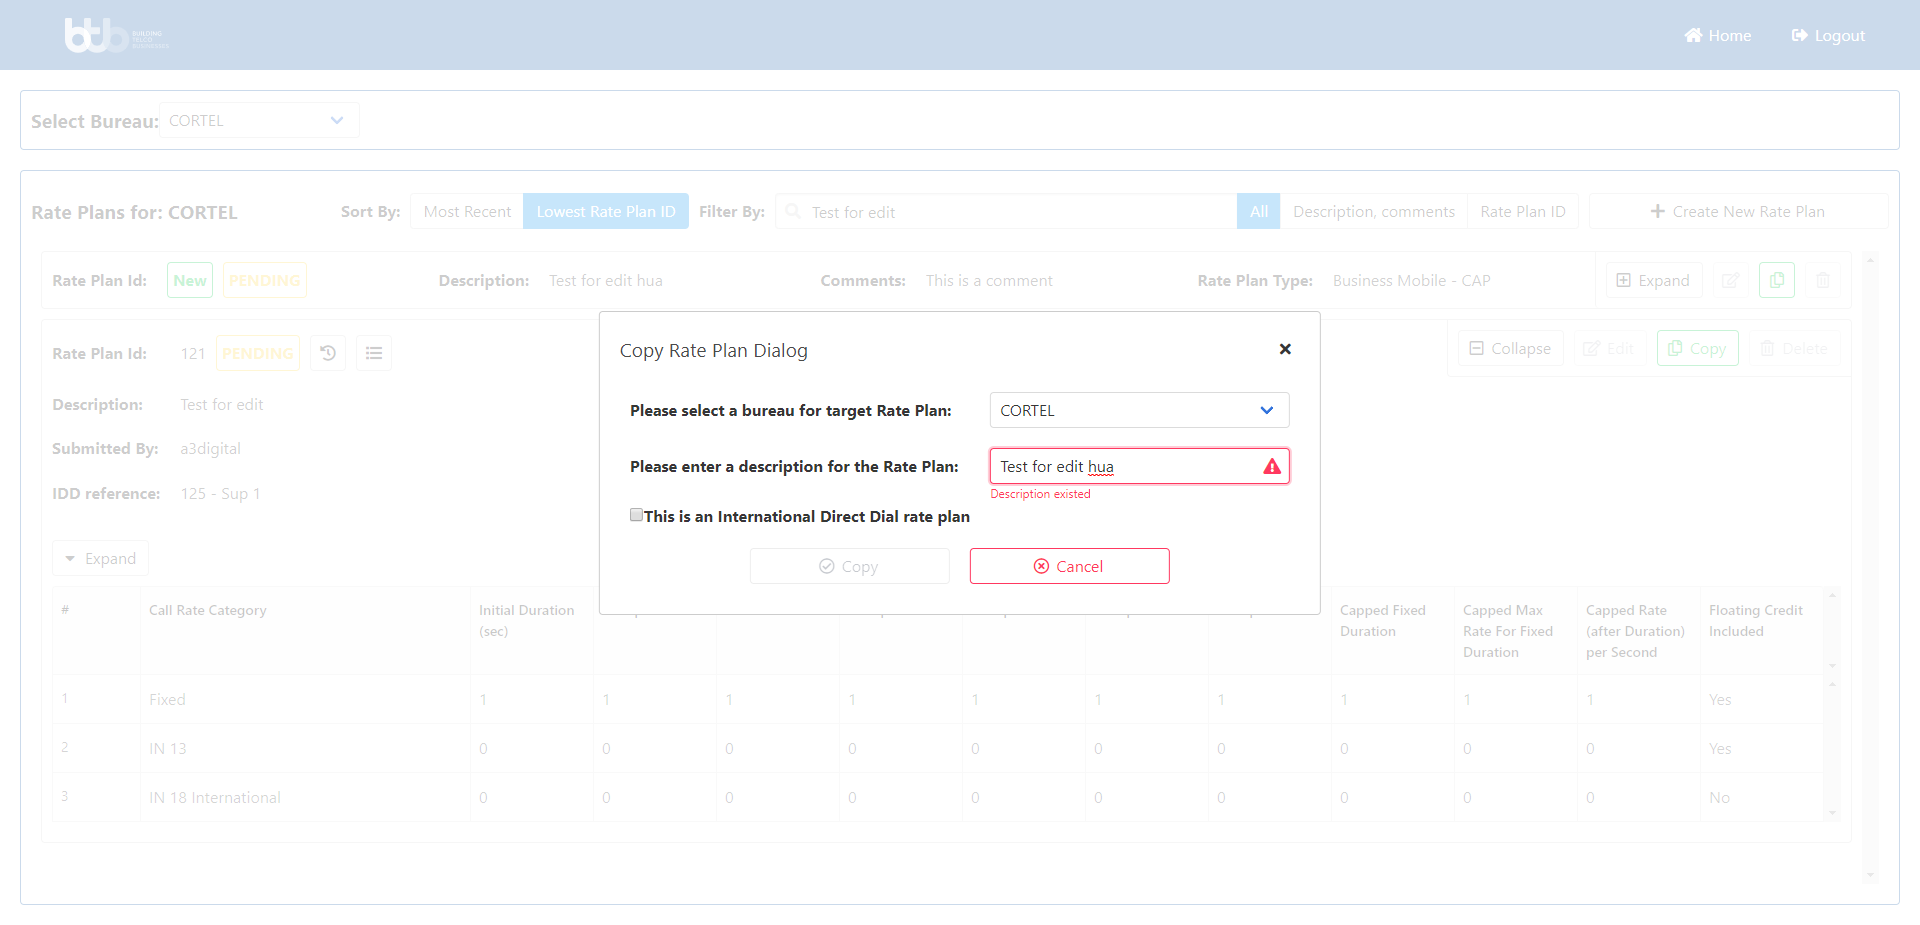 btb BUILDING TELCO BUSINESSES
Home
Logout
Select Bureau: CORTEL
Rate Plans for: CORTEL
Sort By: Most Recent Lowest Rate Plan ID
Filter By: Test for edit All Description, comments Rate Plan ID
Create New Rate Plan
Rate Plan Id: New PENDING Description: Test for edit hua Comments: This is a comment Rate Plan Type: Business Mobile - CAP Expand
Rate Plan Id: 121 PENDING Collapse Edit Copy Delete
Description: Test for edit
Submitted By: a3digital
IDD reference: 125 - Sup 1
Copy Rate Plan Dialog
Please select a bureau for target Rate Plan: CORTEL
Please enter a description for the Rate Plan: Test for edit hua
Description existed
This is an International Direct Dial rate plan
Copy Cancel
Expand
# Call Rate Category Initial Duration (sec) Capped Fixed Duration Capped Max Rate For Fixed Duration Capped Rate (after Duration) per Second Floating Credit Included
1 Fixed 1 1 1 1 1 1 1 1 1 1 Yes
2 IN 13 0 0 0 0 0 0 0 0 0 0 Yes
3 IN 18 International 0 0 0 0 0 0 0 0 0 0 No